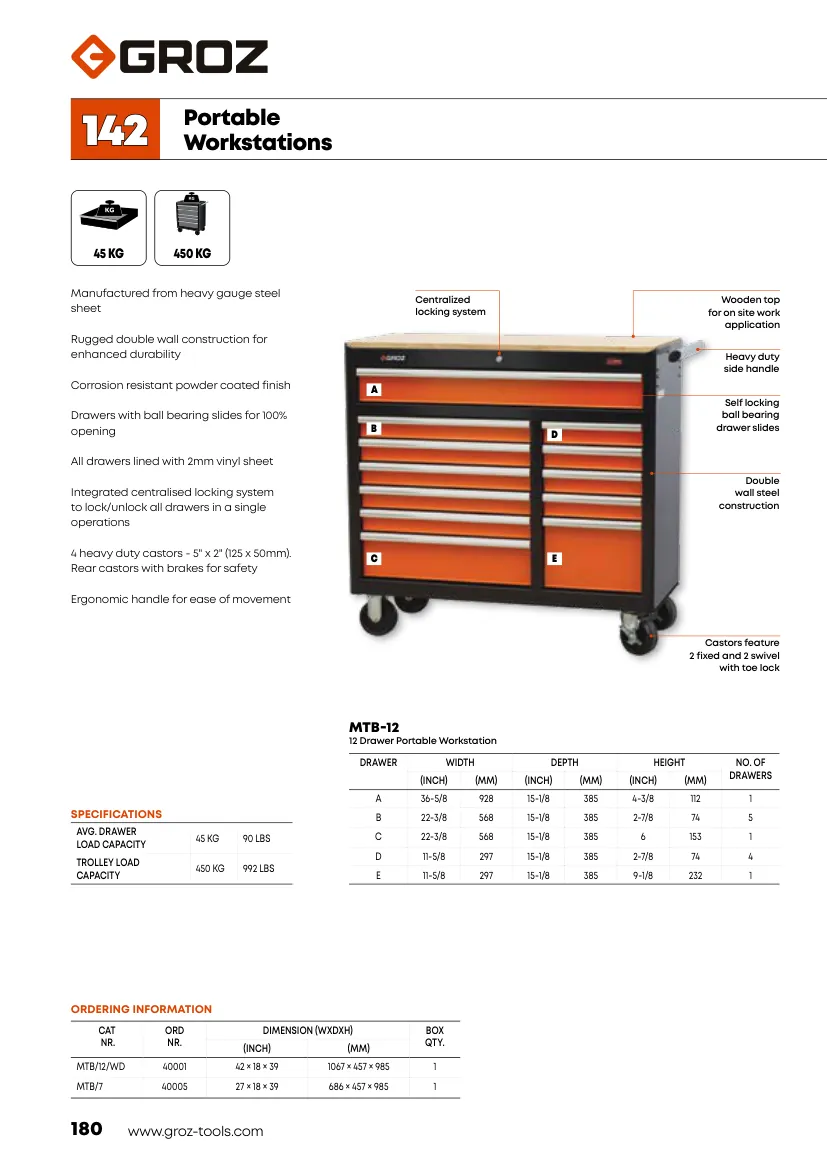 GROZ
142
Portable
Workstations
KG
KG
45 KG
450 KG
Manufactured from heavy gauge steel
sheet
Rugged double wall construction for
enhanced durability
Corrosion resistant powder coated finish
Drawers with ball bearing slides for 100%
opening
All drawers lined with 2mm vinyl sheet
Integrated centralised locking system
to lock/unlock all drawers in a single
operations
4 heavy duty castors - 5" x 2" (125 x 50mm).
Rear castors with brakes for safety
Ergonomic handle for ease of movement
Centralized
locking system
Wooden top
for on site work
application
Heavy duty
side handle
Self locking
ball bearing
drawer slides
Double
wall steel
construction
Castors feature
2 fixed and 2 swivel
with toe lock
GROZ
A
B
D
C
E
MTB-12
12 Drawer Portable Workstation
DRAWER WIDTH DEPTH HEIGHT NO. OF DRAWERS
(INCH) (MM) (INCH) (MM) (INCH) (MM)
A 36-5/8 928 15-1/8 385 4-3/8 112 1
B 22-3/8 568 15-1/8 385 2-7/8 74 5
C 22-3/8 568 15-1/8 385 6 153 1
D 11-5/8 297 15-1/8 385 2-7/8 74 4
E 11-5/8 297 15-1/8 385 9-1/8 232 1
SPECIFICATIONS
AVG. DRAWER
LOAD CAPACITY 45 KG 90 LBS
TROLLEY LOAD
CAPACITY 450 KG 992 LBS
ORDERING INFORMATION
CAT ORD DIMENSION (WXDXH) BOX
NR. NR. (INCH) (MM) QTY.
MTB/12/WD 40001 42 × 18 × 39 1067 × 457 × 985 1
MTB/7 40005 27 × 18 × 39 686 × 457 × 985 1
180 www.groz-tools.com